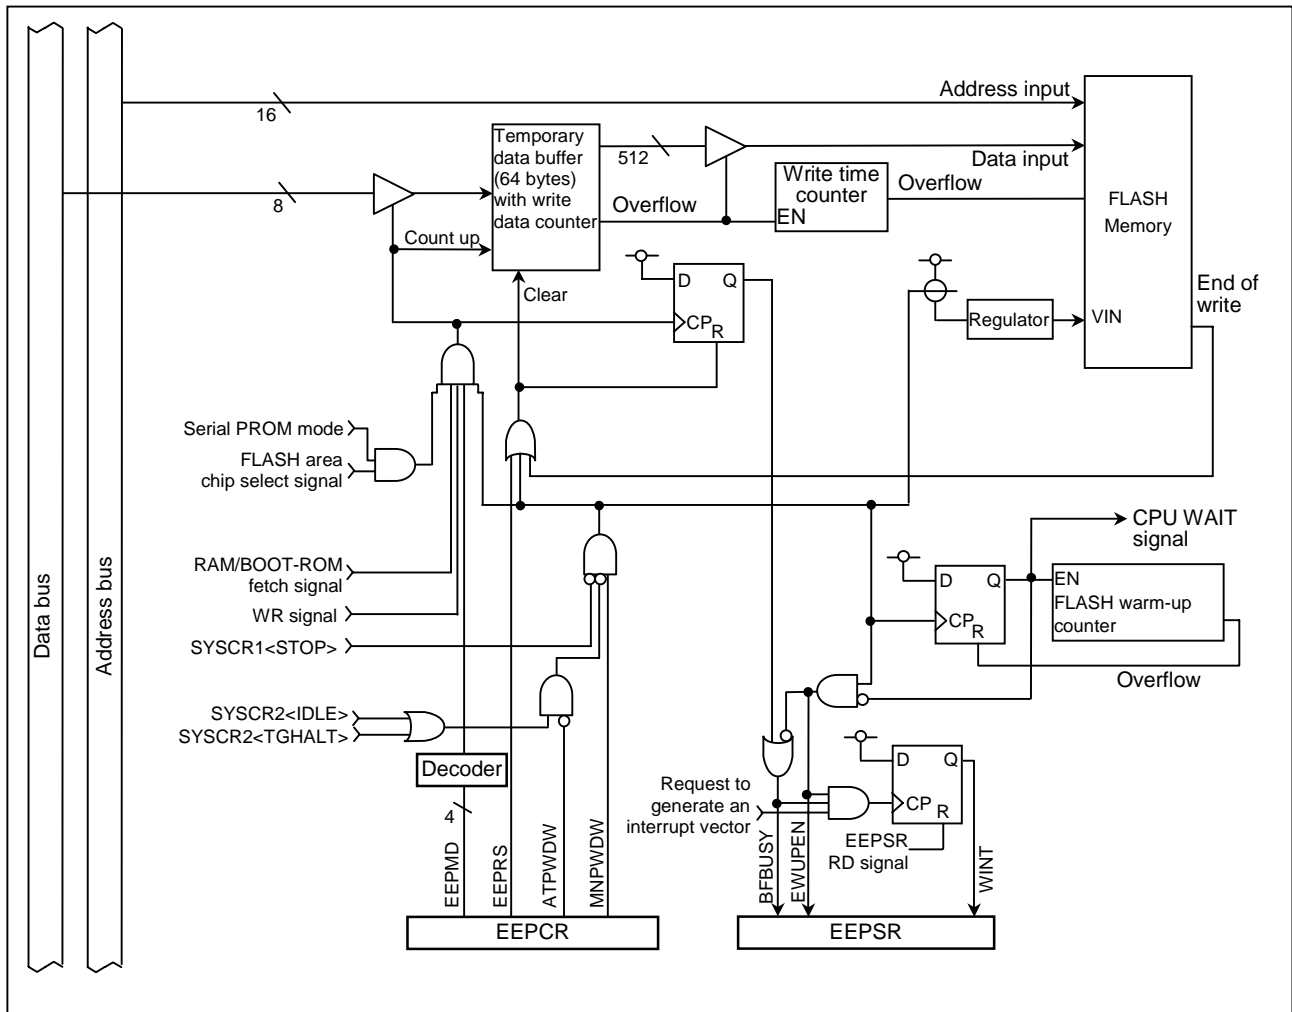 Data bus
Address bus
16
Address input
8
Temporary
data buffer
(64 bytes)
with write
data counter
512
Data input
Overflow
Write time
counter
EN
Overflow
FLASH
Memory
Count up
Clear
D
Q
CP
R
Regulator
VIN
End of
write
Serial PROM mode
FLASH area
chip select signal
RAM/BOOT-ROM
fetch signal
WR signal
SYSCR1<STOP>
SYSCR2<IDLE>
SYSCR2<TGHALT>
CPU WAIT
signal
D
Q
CP
R
EN
FLASH warm-up
counter
Overflow
Decoder
4
Request to
generate an
interrupt vector
D
Q
CP
R
EEPSR
RD signal
EEPMD
EEPRS
ATPWDW
MNPWDW
BFBUSY
EWUPEN
WINT
EEPCR
EEPSR